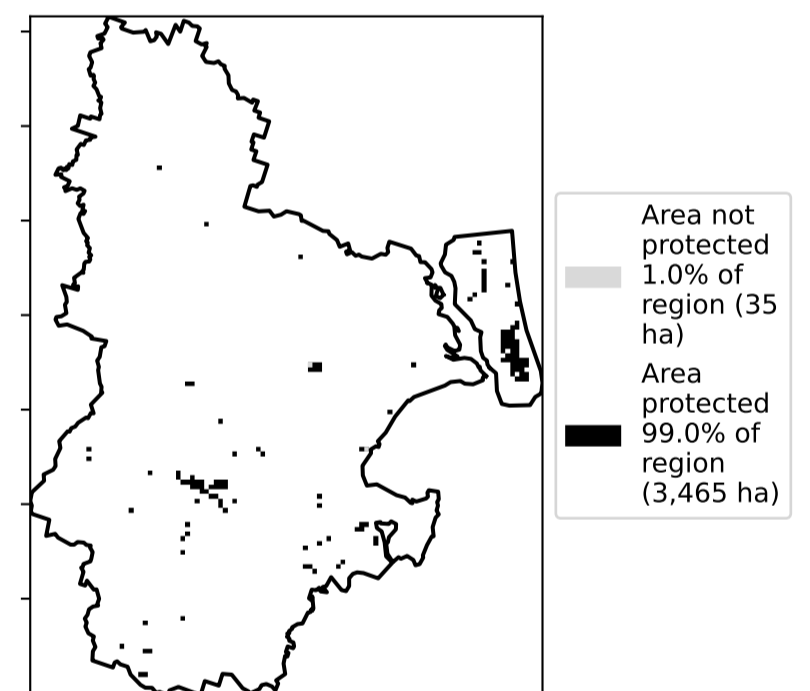 Area not
protected
1.0% of
region (35
ha)
Area
protected
99.0% of
region
(3,465 ha)